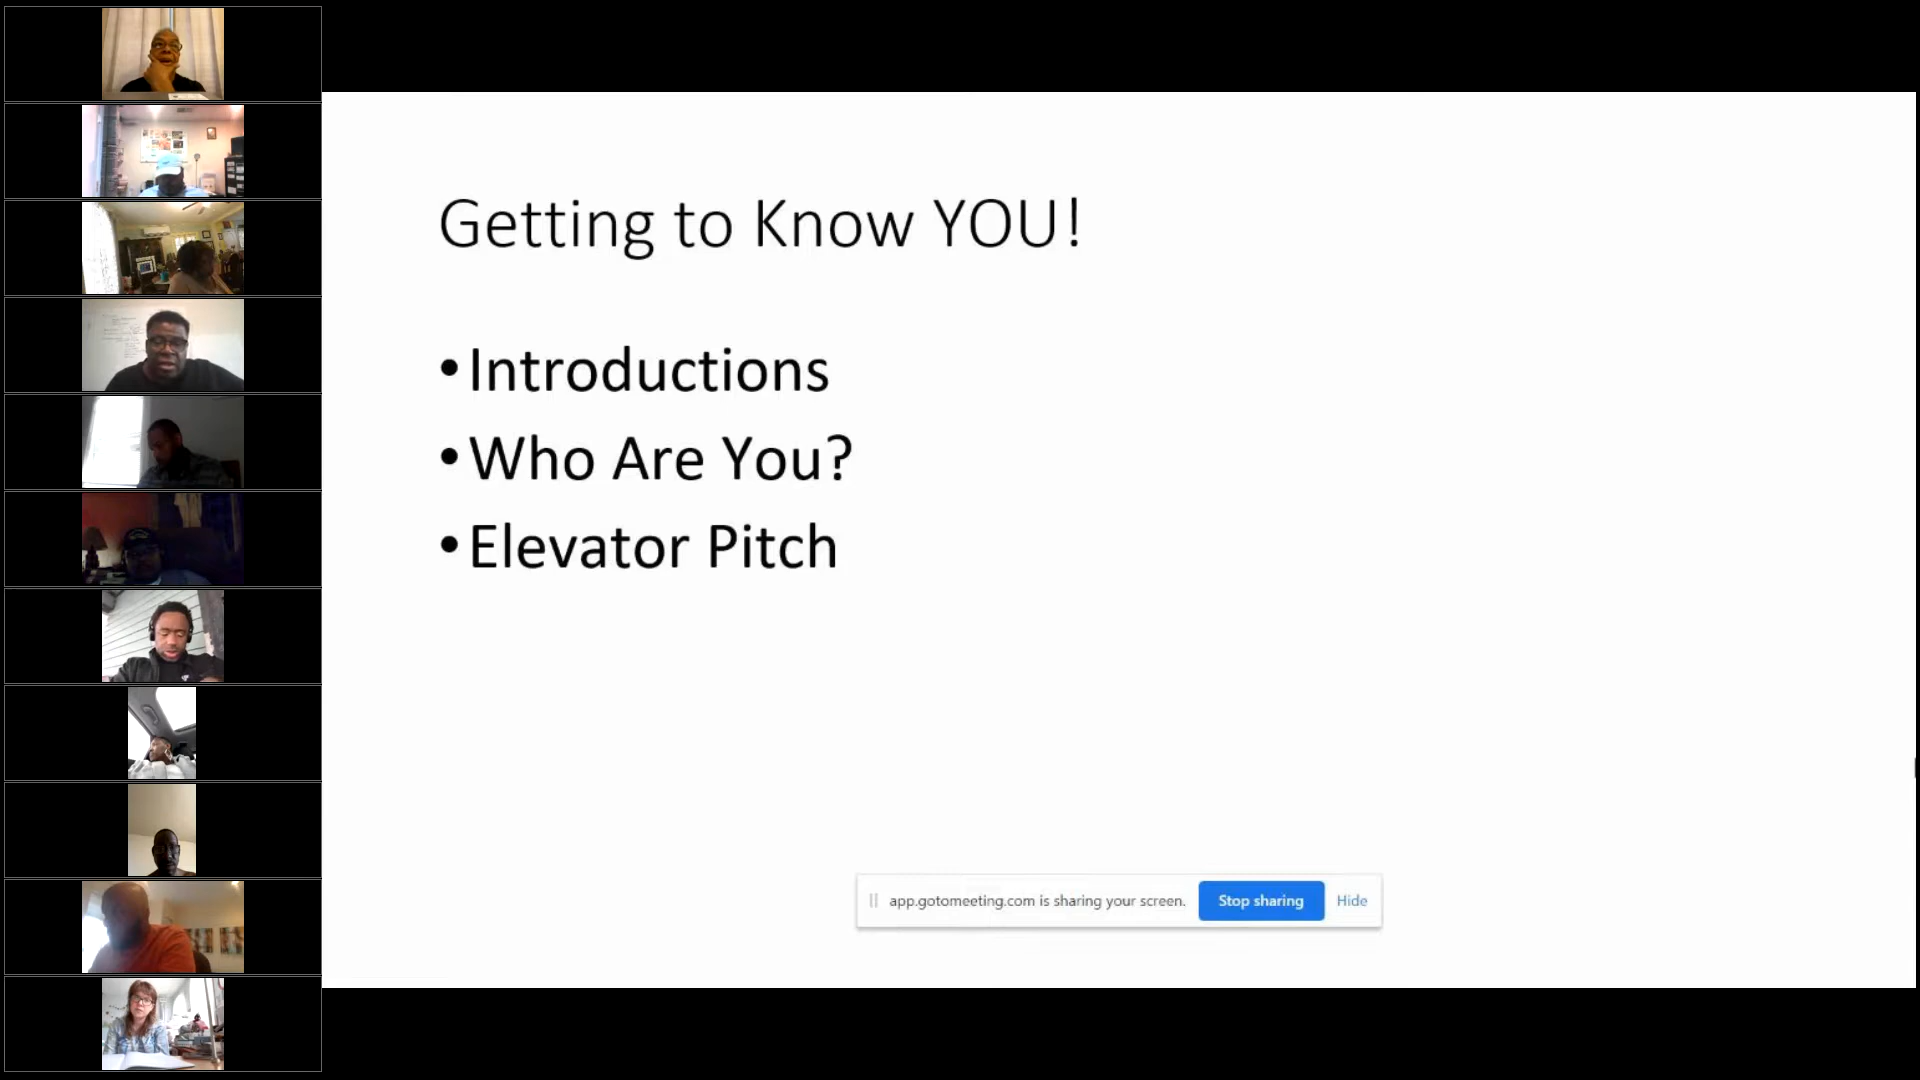 Getting to Know YOU!
•Introductions
•Who Are You?
•Elevator Pitch
app.gotomeeting.com is sharing your screen. Stop sharing Hide